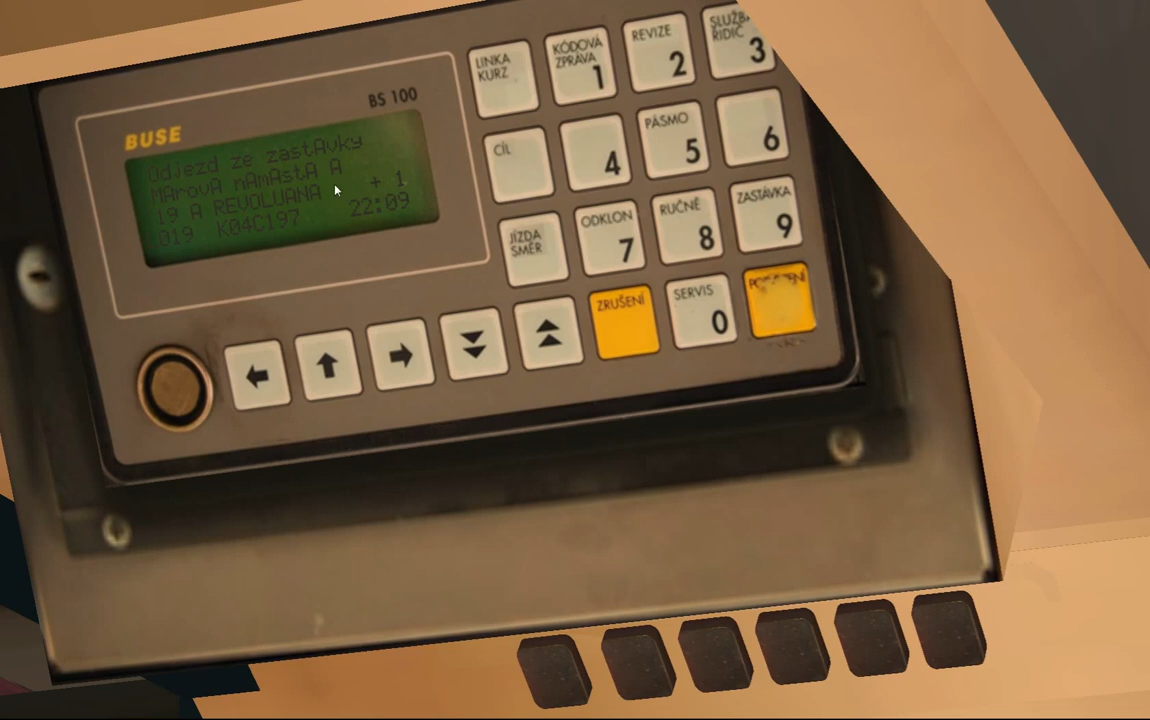 BUSE
BS 100
Odjezd ze zastAvky
MArovA nAmAstA A
19 A REVOLUANA + 1
019 K04C197 22:09
LINKA KURZ
KÓDOVÁ ZPRÁVA 1
REVIZE 2
SLUŽBA ŘIDIČ 3
CÍL
4
PÁSMO 5
6
JÍZDA SMĚR
ODKLON 7
RUČNĚ 8
ZASTÁVKA 9
ZRUŠENÍ
SERVIS 0